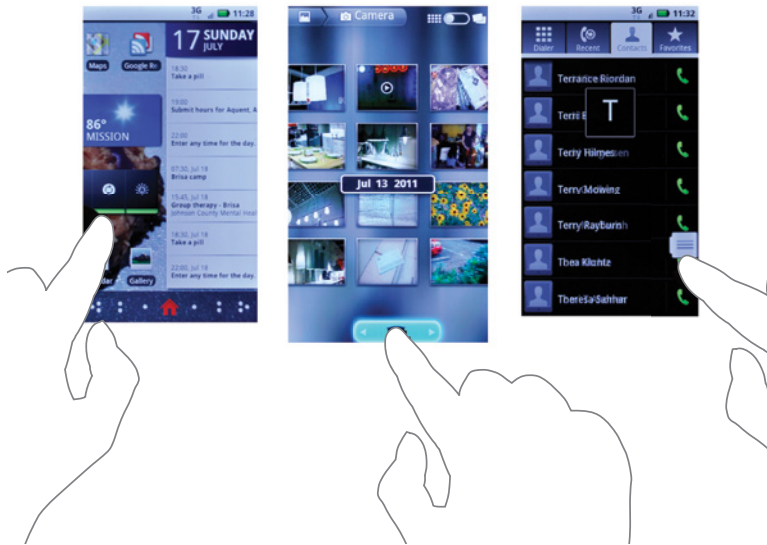 3G 11:28
Maps
Google Re
17 SUNDAY
JULY
86°
MISSION
18:30
Take a pill
19:00
Submit hours for Aquent, A
22:00
Enter any time for the day.
07:30, Jul 18
Brisa camp
15:45, Jul 18
Group therapy - Brisa
Johnson County Mental Heal
18:30, Jul 18
Take a pill
22:00, Jul 18
Enter any time for the day.
dar
Gallery
Camera
Jul 13 2011
3G 11:32
Dialer
Recent
Contacts
Favorites
Terrance Riordan
Terri
T
Terry Hilmes
Terry Mowing
Terry Rayburn
Thea Klontz
Theresa